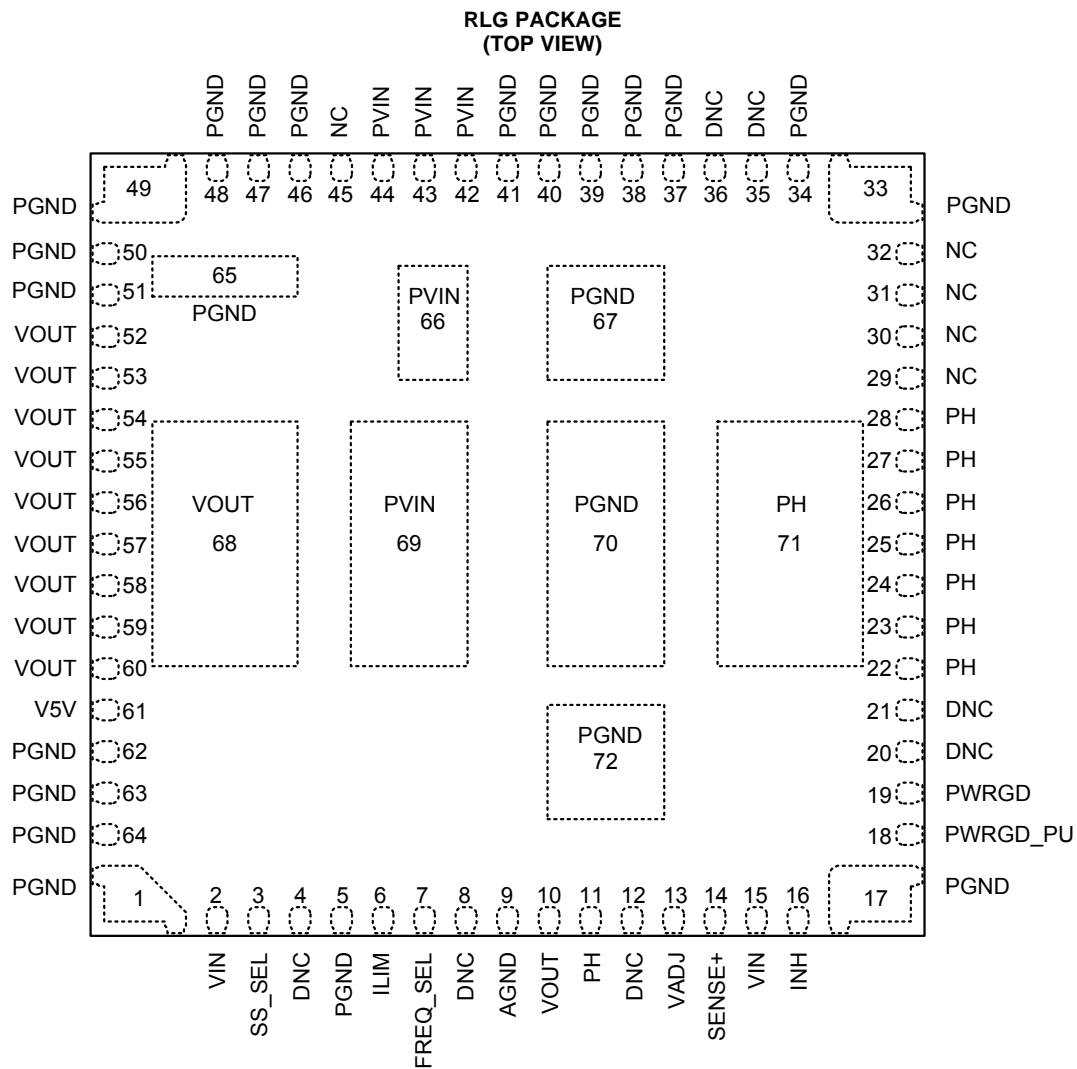 RLG PACKAGE
(TOP VIEW)
PGND PGND PGND NC PVIN PVIN PVIN PGND PGND PGND PGND PGND DNC DNC PGND
49 48 47 46 45 44 43 42 41 40 39 38 37 36 35 34 33
PGND PGND
PGND 50 32 NC
65
PGND 51 31 NC
PGND
PVIN
66
PGND
67
VOUT 52 30 NC
VOUT 53 29 NC
VOUT 54 28 PH
VOUT 55 27 PH
VOUT 56 26 PH
VOUT PVIN PGND PH
VOUT 57 25 PH
68 69 70 71
VOUT 58 24 PH
VOUT 59 23 PH
VOUT 60 22 PH
V5V 61 21 DNC
PGND
72
PGND 62 20 DNC
PGND 63 19 PWRGD
PGND 64 18 PWRGD_PU
PGND PGND
1 2 3 4 5 6 7 8 9 10 11 12 13 14 15 16 17
VIN SS_SEL DNC PGND ILIM FREQ_SEL DNC AGND VOUT PH DNC VADJ SENSE+ VIN INH